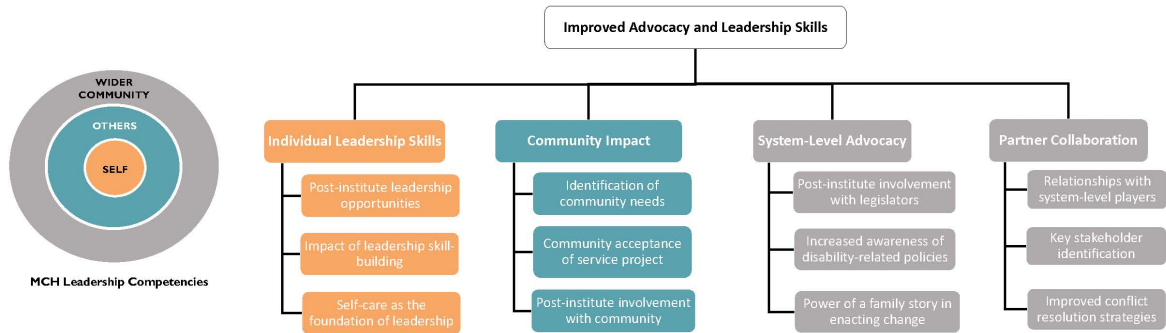 Improved Advocacy and Leadership Skills
WIDER
COMMUNITY
OTHERS
SELF
MCH Leadership Competencies
Individual Leadership Skills
Post-institute leadership
opportunities
Impact of leadership skill-
building
Self-care as the
foundation of leadership
Community Impact
Identification of
community needs
Community acceptance
of service project
Post-institute involvement
with community
System-Level Advocacy
Post-institute involvement
with legislators
Increased awareness of
disability-related policies
Power of a family story in
enacting change
Partner Collaboration
Relationships with
system-level players
Key stakeholder
identification
Improved conflict
resolution strategies